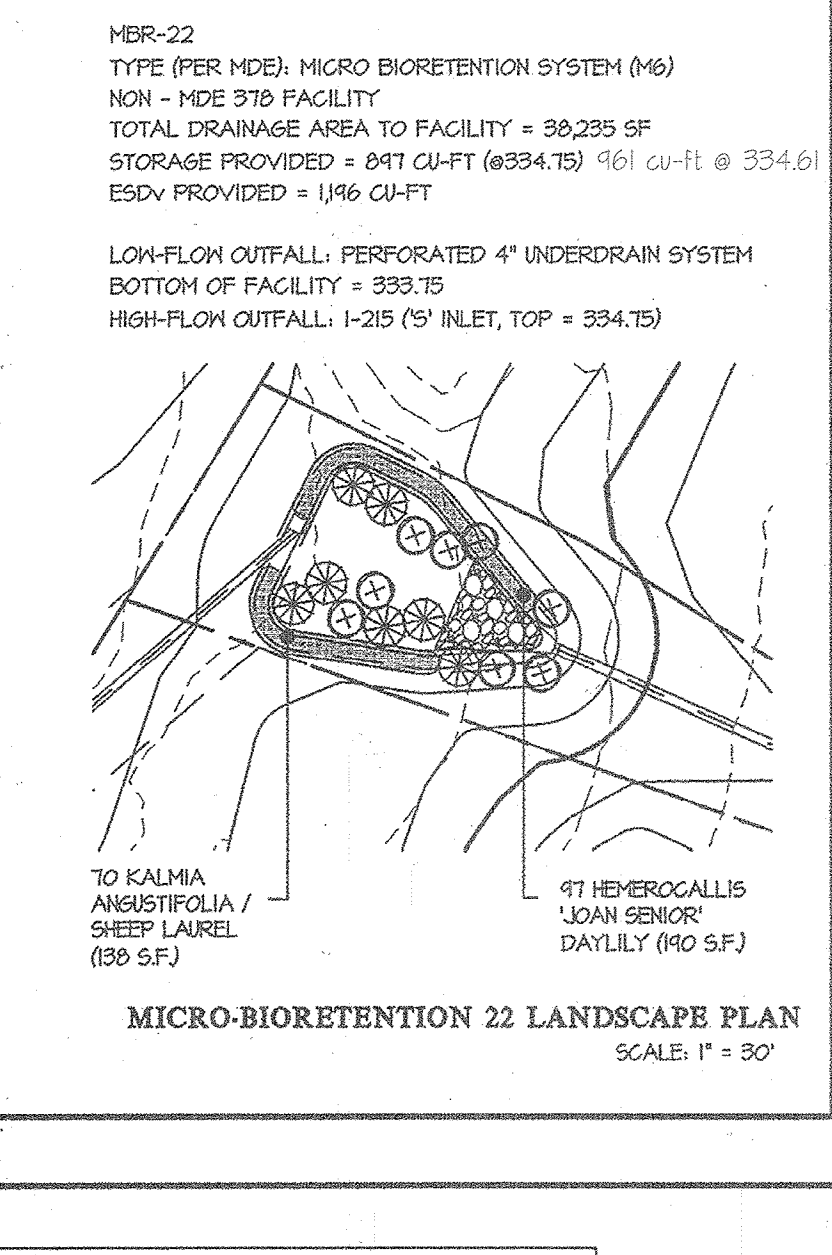 MBR-22
TYPE (PER MDE): MICRO BIORETENTION SYSTEM (M6)
NON - MDE 378 FACILITY
TOTAL DRAINAGE AREA TO FACILITY = 38,235 SF
STORAGE PROVIDED = 897 CU-FT (@334.75) 961 cu-ft @ 334.61
ESDv PROVIDED = 1,196 CU-FT
LOW-FLOW OUTFALL: PERFORATED 4" UNDERDRAIN SYSTEM
BOTTOM OF FACILITY = 333.75
HIGH-FLOW OUTFALL: I-215 ('S' INLET, TOP = 334.75)
70 KALMIA
ANGUSTIFOLIA /
SHEEP LAUREL
(138 S.F.)
97 HEMEROCALLIS
'JOAN SENIOR'
DAYLILY (190 S.F.)
MICRO-BIORETENTION 22 LANDSCAPE PLAN
SCALE: 1" = 30'